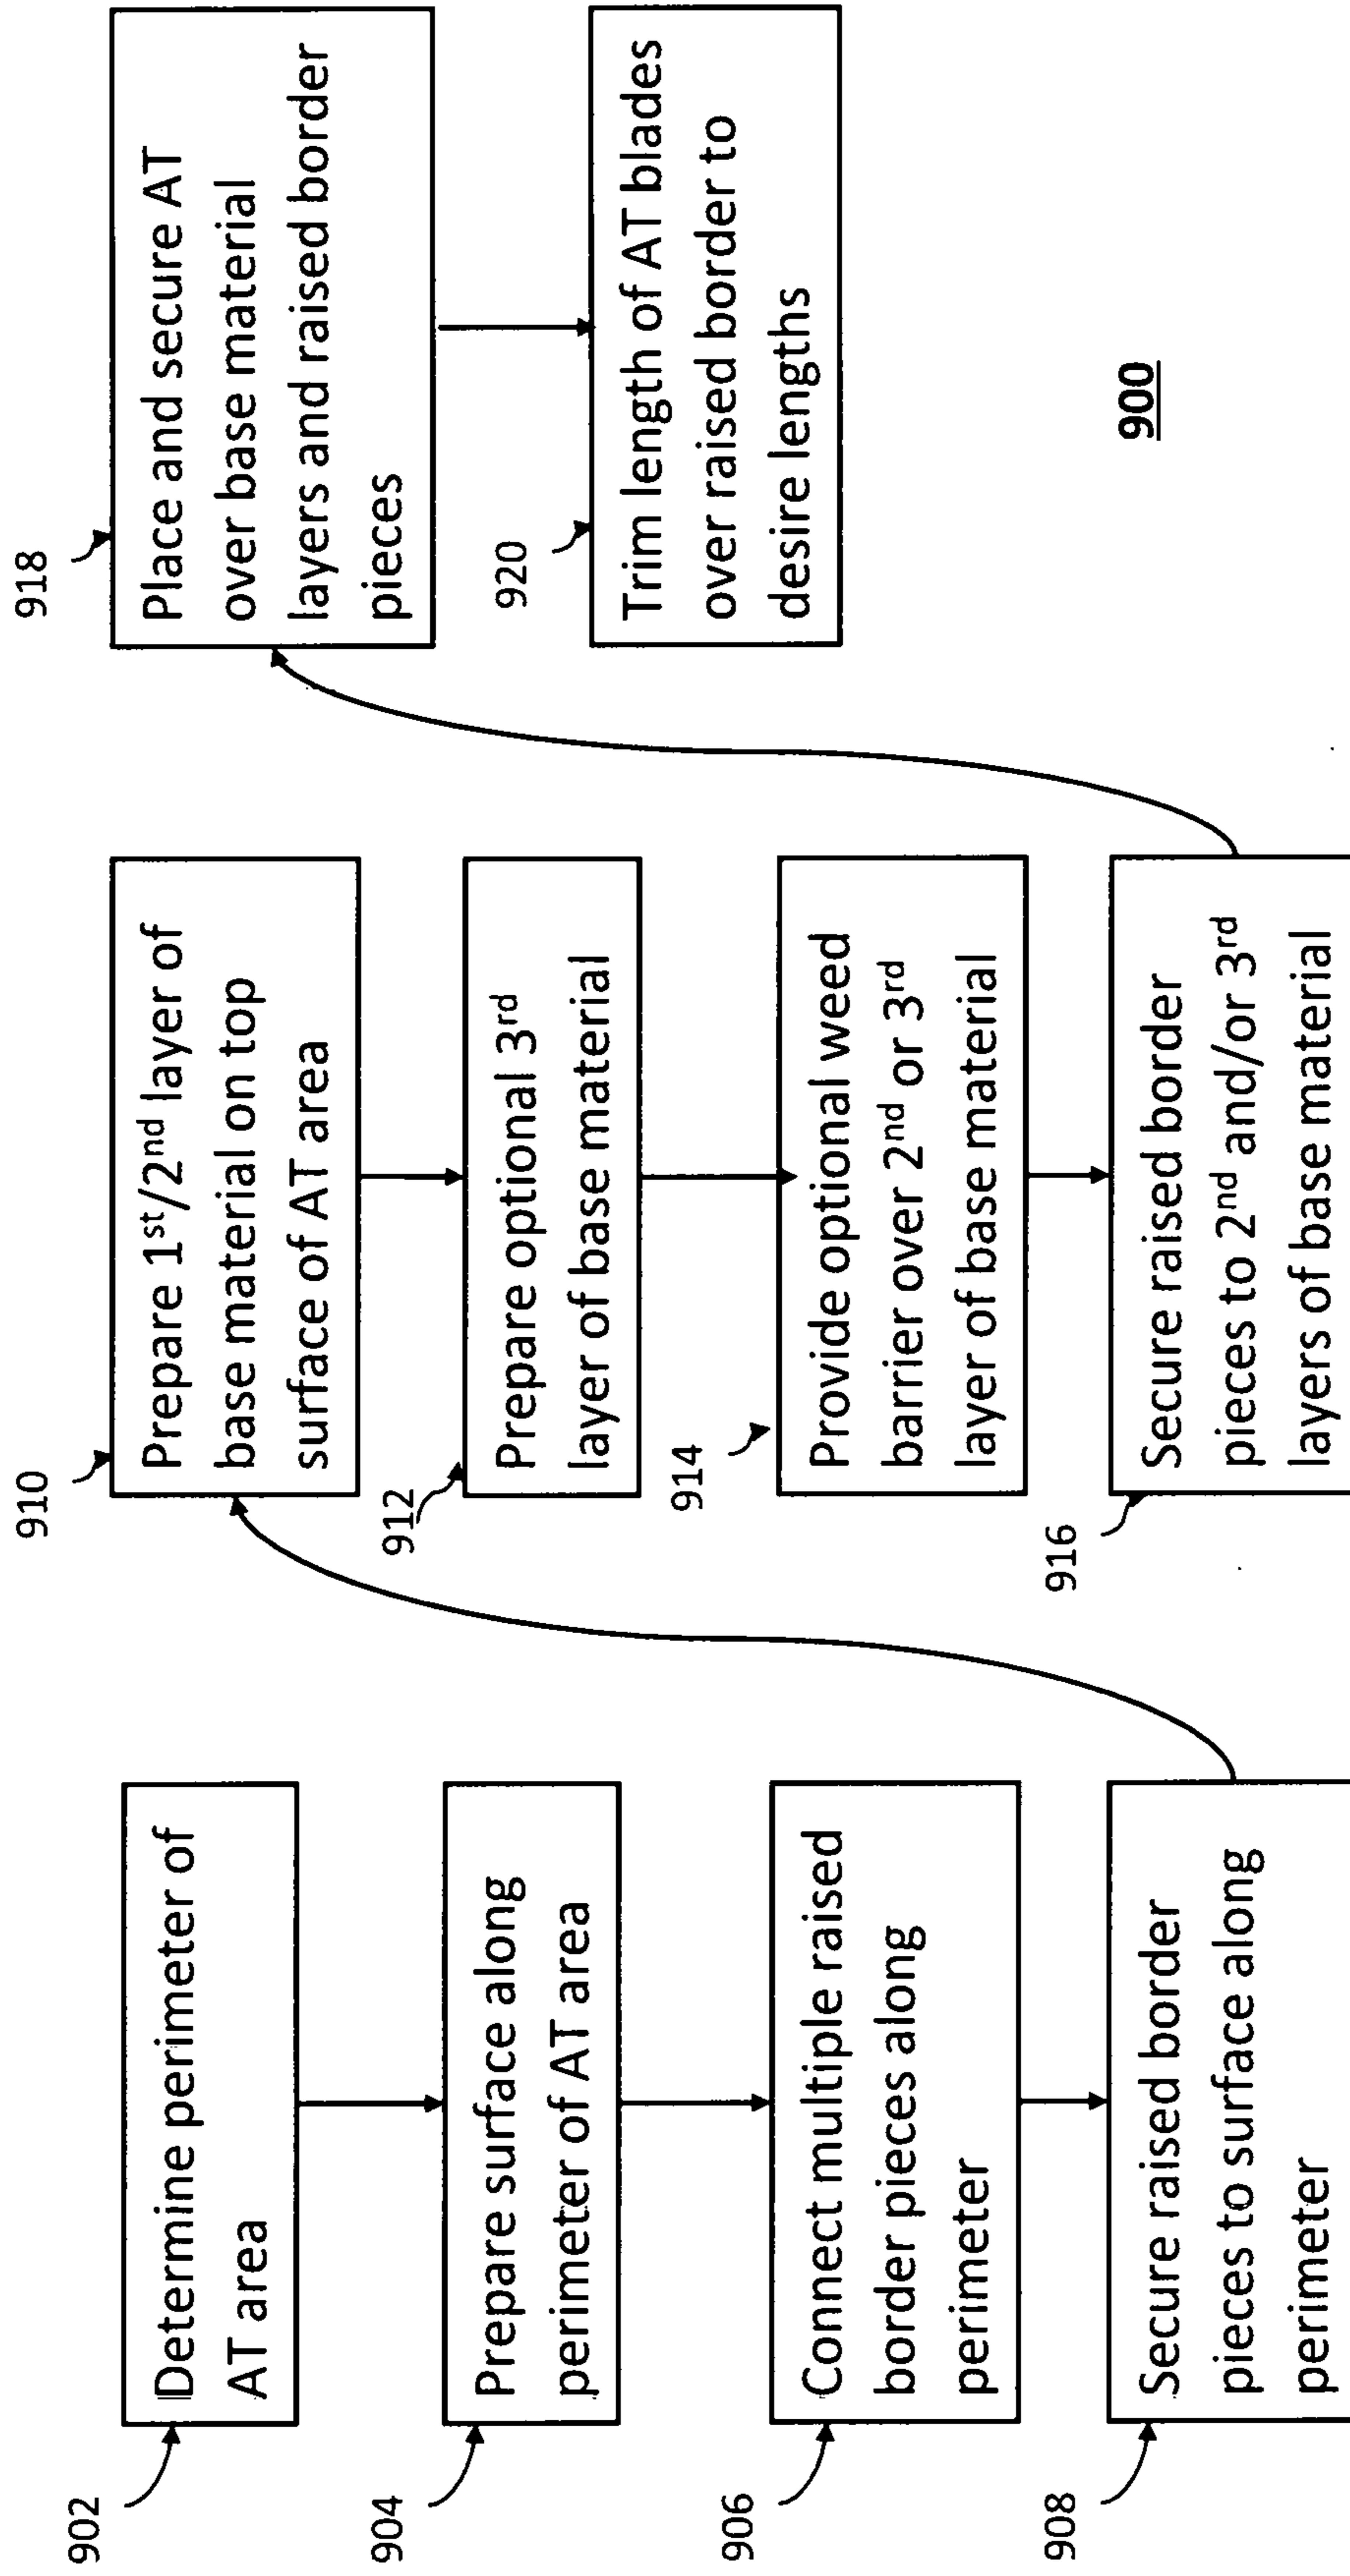 902
Determine perimeter of
AT area
904
Prepare surface along
perimeter of AT area
906
Connect multiple raised
border pieces along
perimeter
908
Secure raised border
pieces to surface along
perimeter
910
Prepare 1st/2nd layer of
base material on top
surface of AT area
912
Prepare optional 3rd
layer of base material
914
Provide optional weed
barrier over 2nd or 3rd
layer of base material
916
Secure raised border
pieces to 2nd and/or 3rd
layers of base material
918
Place and secure AT
over base material
layers and raised border
pieces
920
Trim length of AT blades
over raised border to
desire lengths
900